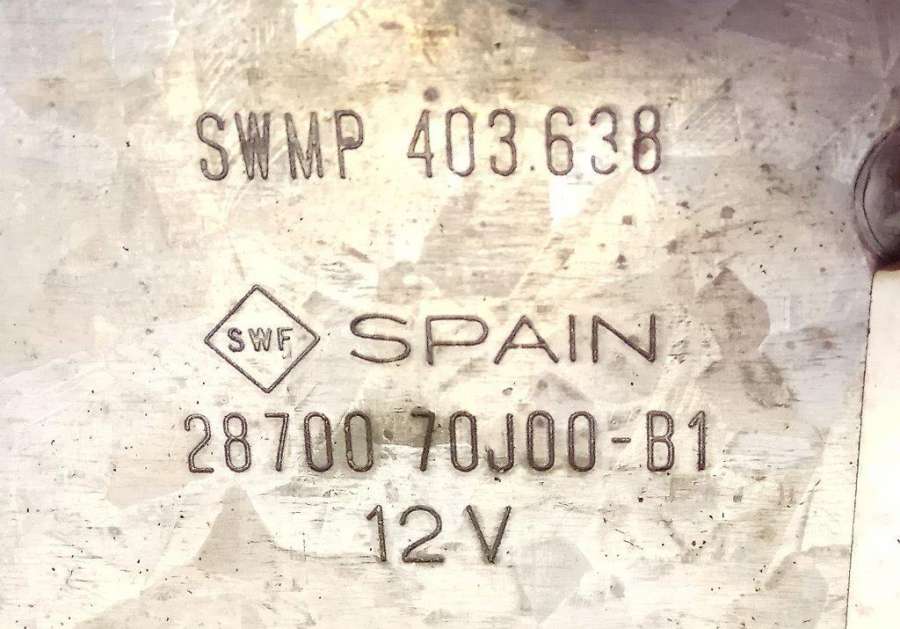 SWMP 403.638
SWF SPAIN
28700 70J00-B1
12V